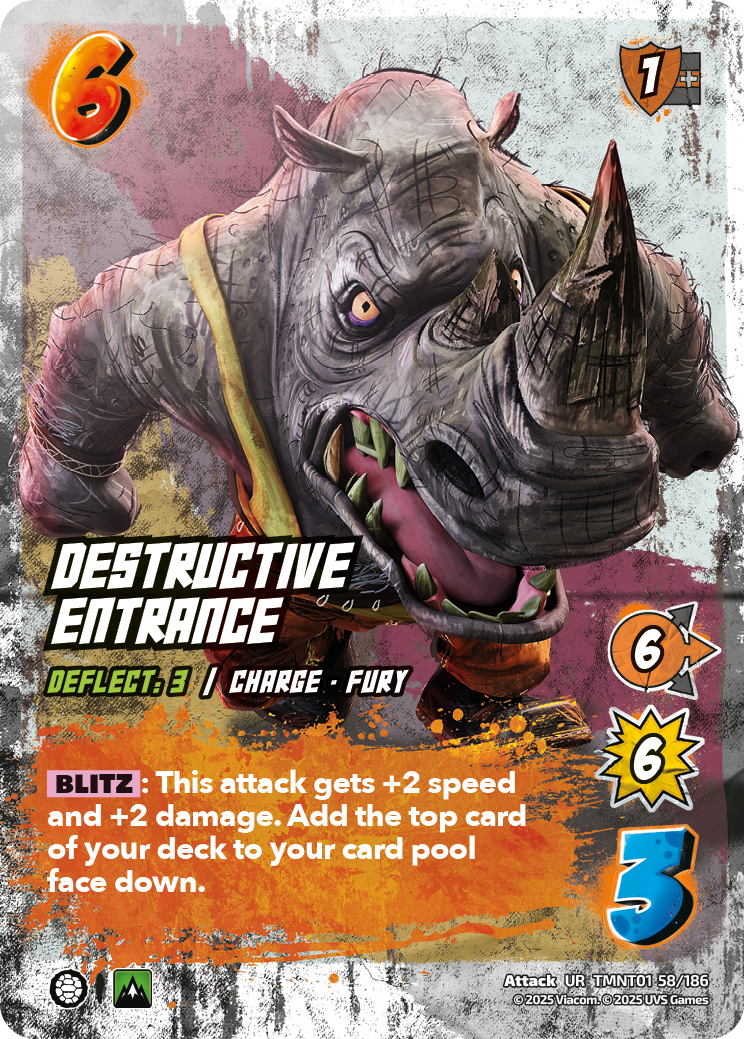 6
1
DESTRUCTIVE
ENTRANCE
DEFLECT: 3 | CHARGE · FURY
6
6
BLITZ: This attack gets +2 speed
and +2 damage. Add the top card
of your deck to your card pool
face down.
3
Attack UR TMNT01 58/186
©2025 Viacom. ©2025 UVS Games